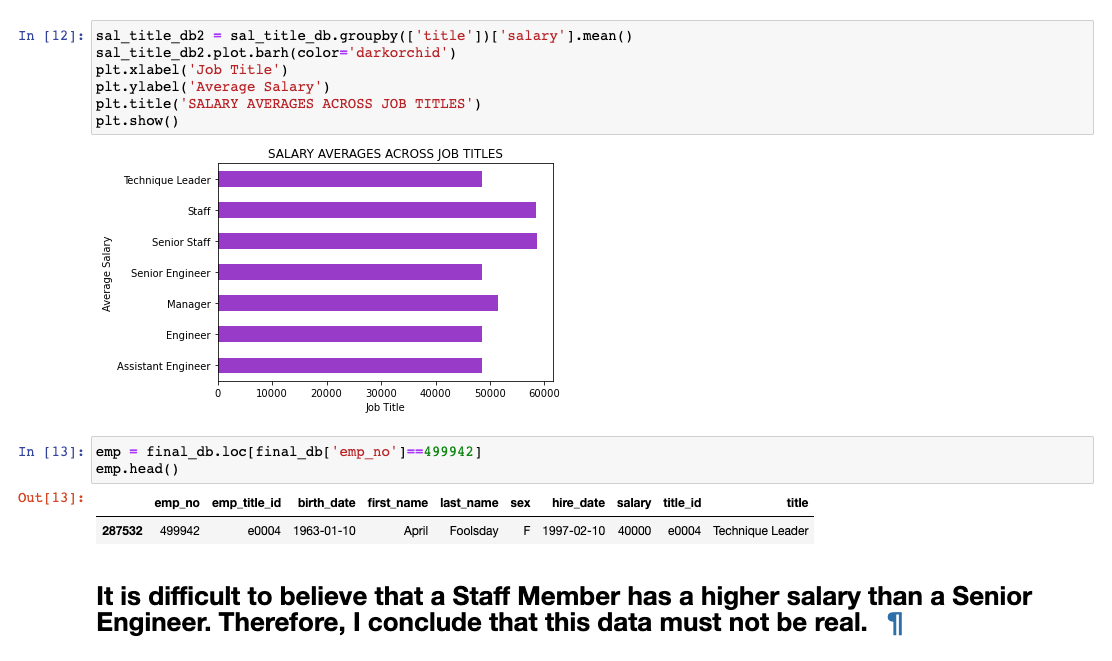 In [12]: sal_title_db2 = sal_title_db.groupby(['title'])['salary'].mean()
sal_title_db2.plot.barh(color='darkorchid')
plt.xlabel('Job Title')
plt.ylabel('Average Salary')
plt.title('SALARY AVERAGES ACROSS JOB TITLES')
plt.show()
SALARY AVERAGES ACROSS JOB TITLES
Technique Leader
Staff
Senior Staff
Senior Engineer
Manager
Engineer
Assistant Engineer
Average Salary
0 10000 20000 30000 40000 50000 60000
Job Title
In [13]: emp = final_db.loc[final_db['emp_no']==499942]
emp.head()
Out[13]:
emp_no emp_title_id birth_date first_name last_name sex hire_date salary title_id title
287532 499942 e0004 1963-01-10 April Foolsday F 1997-02-10 40000 e0004 Technique Leader
It is difficult to believe that a Staff Member has a higher salary than a Senior
Engineer. Therefore, I conclude that this data must not be real. ¶